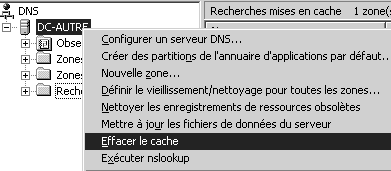 DNS
Recherches mises en cache 1 zone(s)
DC-AUTRE
Obse
Zones
Zones
Reche
Configurer un serveur DNS...
Créer des partitions de l'annuaire d'applications par défaut...
Nouvelle zone...
Définir le vieillissement/nettoyage pour toutes les zones...
Nettoyer les enregistrements de ressources obsolètes
Mettre à jour les fichiers de données du serveur
Effacer le cache
Exécuter nslookup